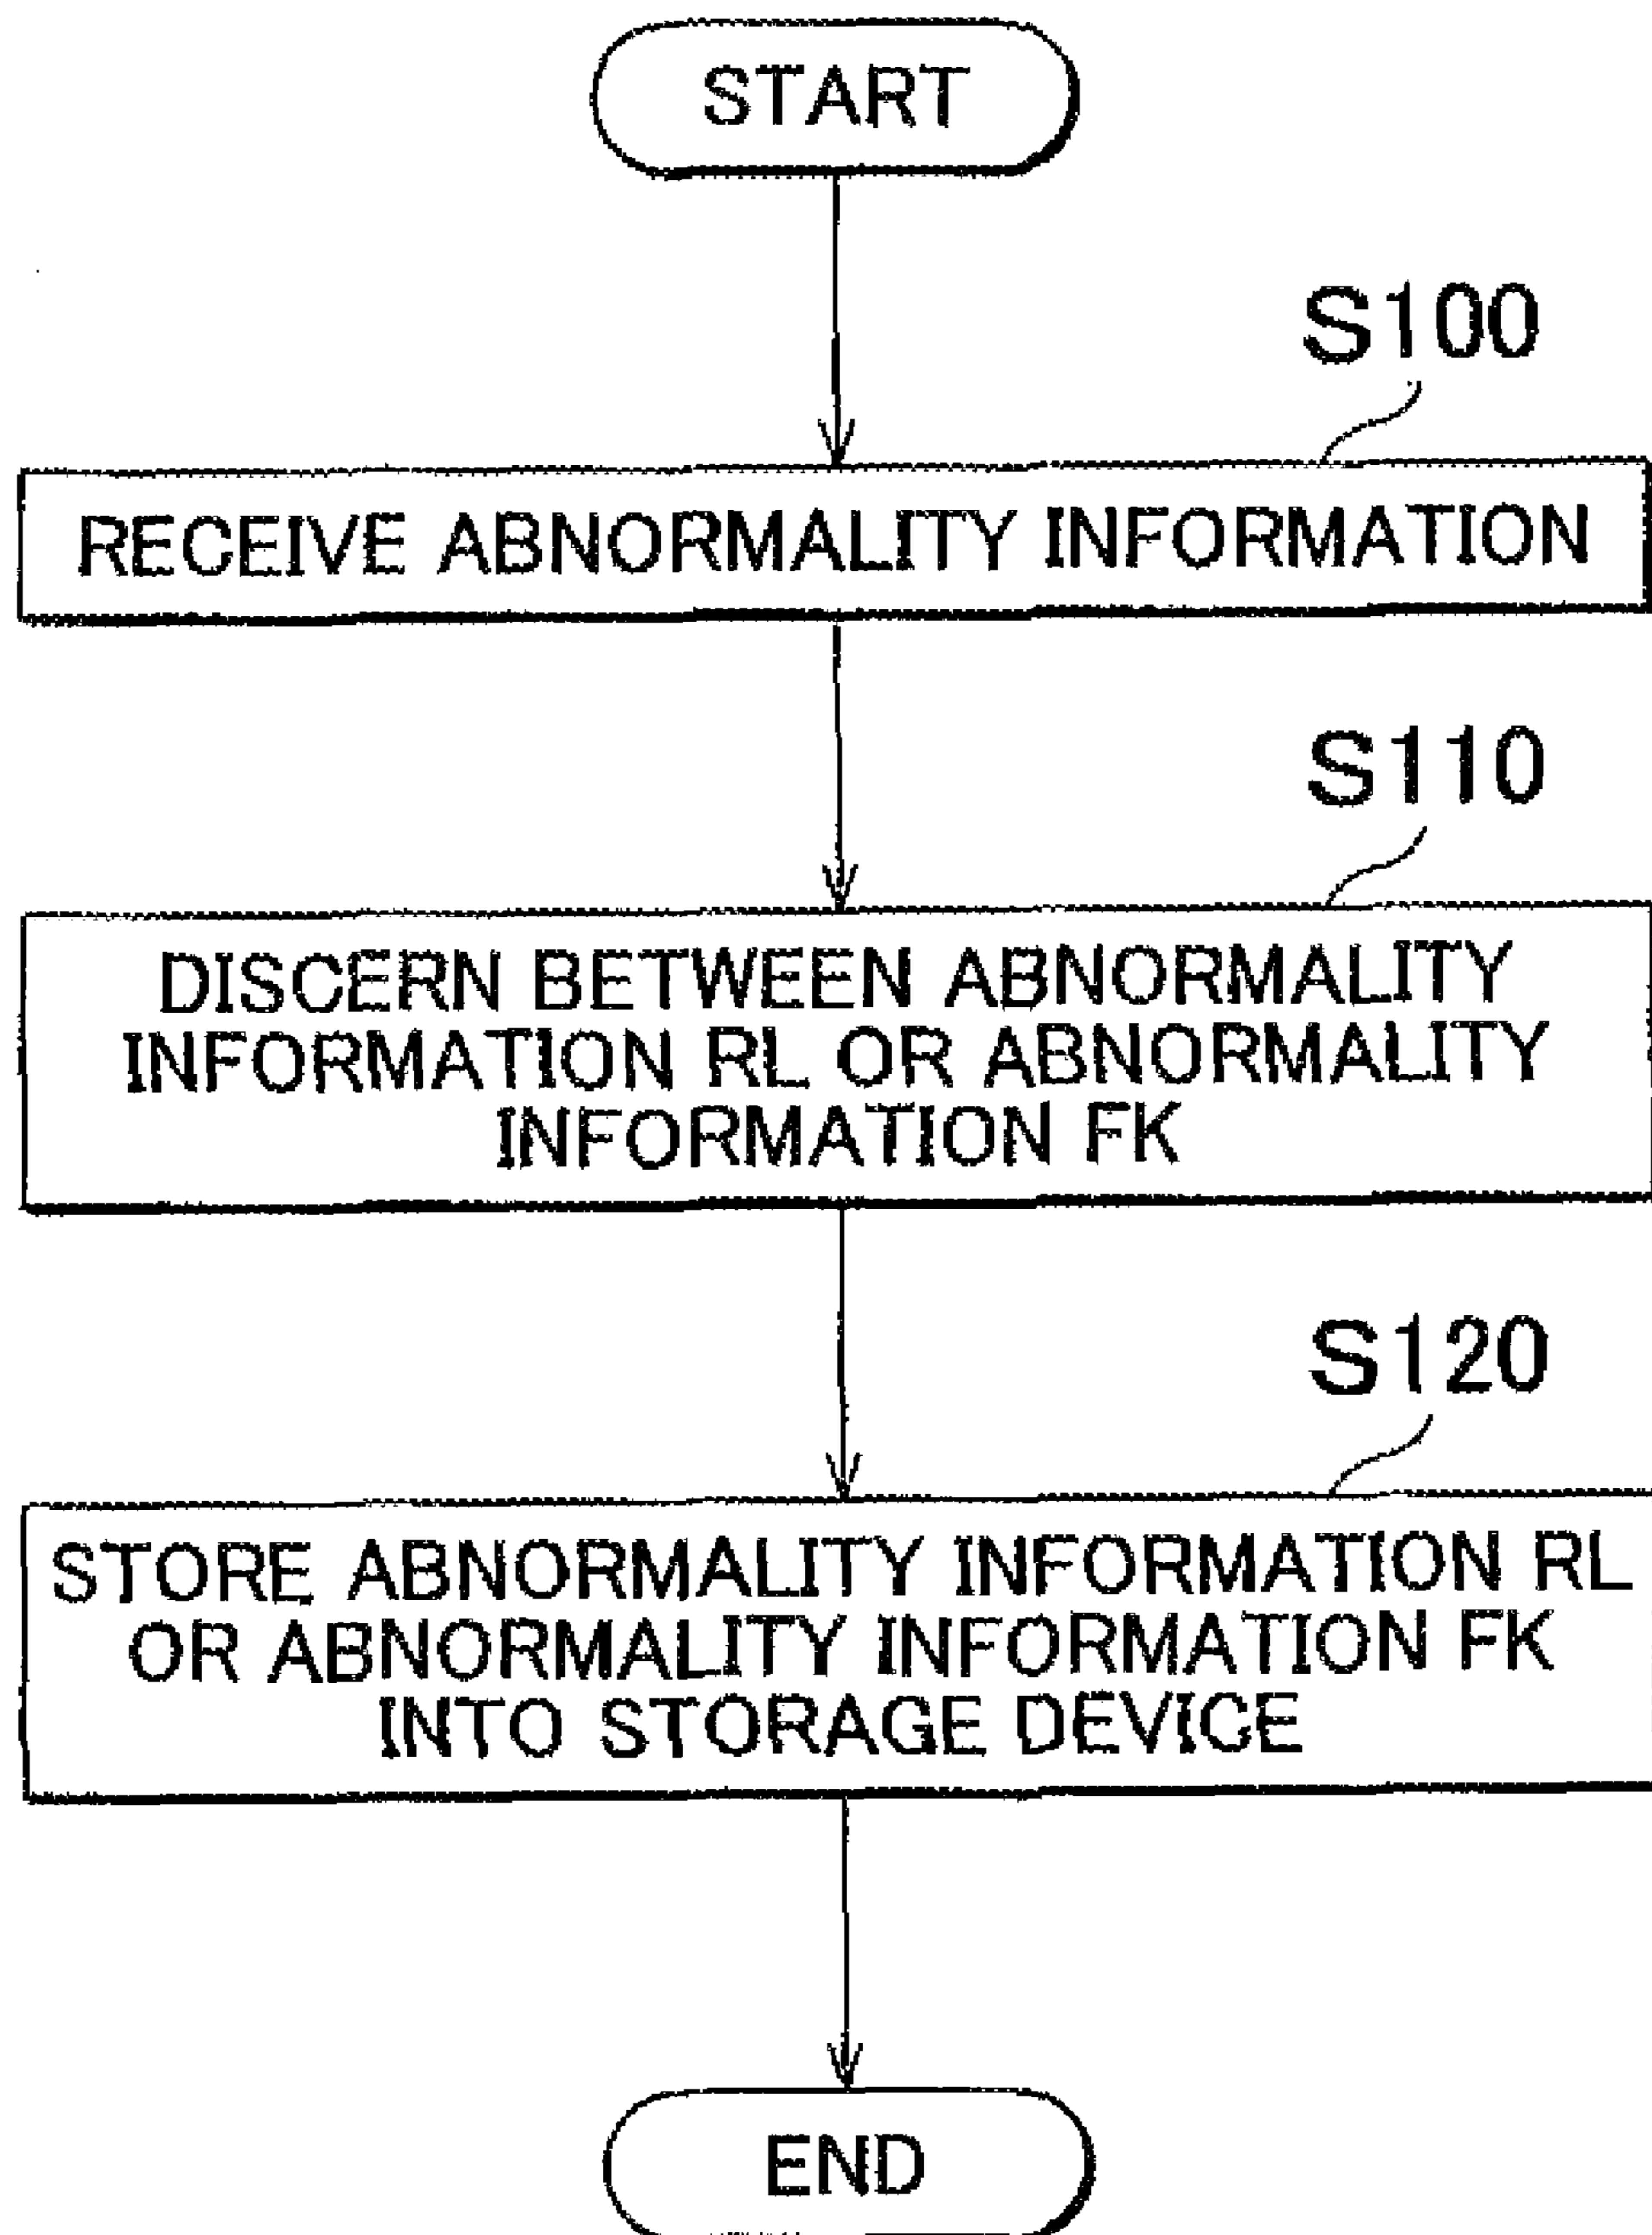 START
S100
RECEIVE ABNORMALITY INFORMATION
S110
DISCERN BETWEEN ABNORMALITY
INFORMATION RL OR ABNORMALITY
INFORMATION FK
S120
STORE ABNORMALITY INFORMATION RL
OR ABNORMALITY INFORMATION FK
INTO STORAGE DEVICE
END